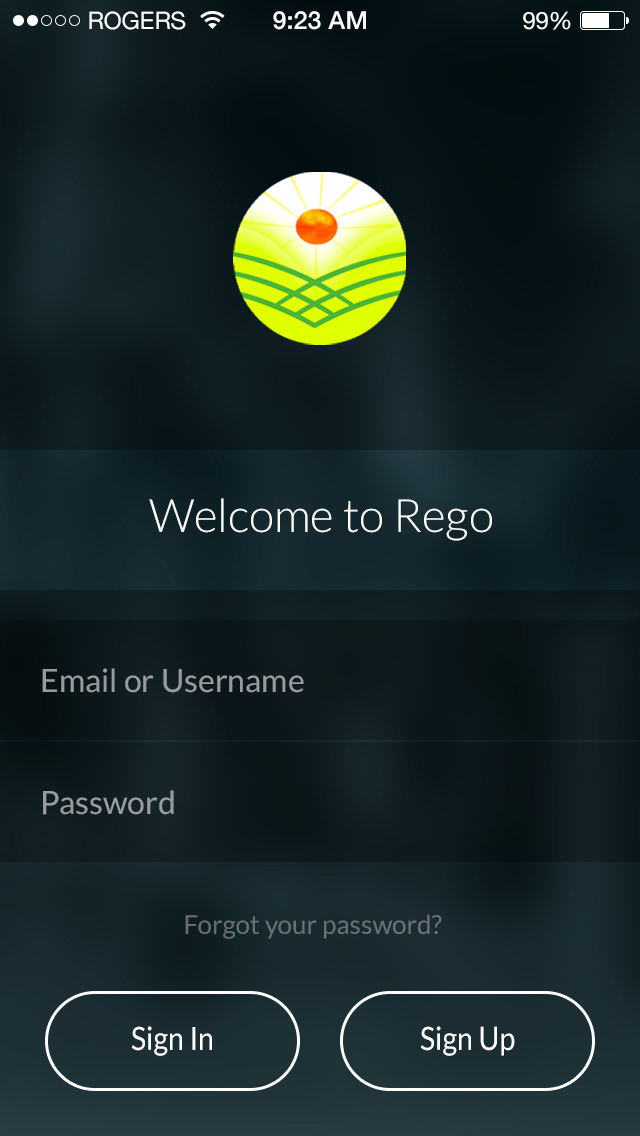 ROGERS 9:23 AM 99%
Welcome to Rego
Email or Username
Password
Forgot your password?
Sign In Sign Up